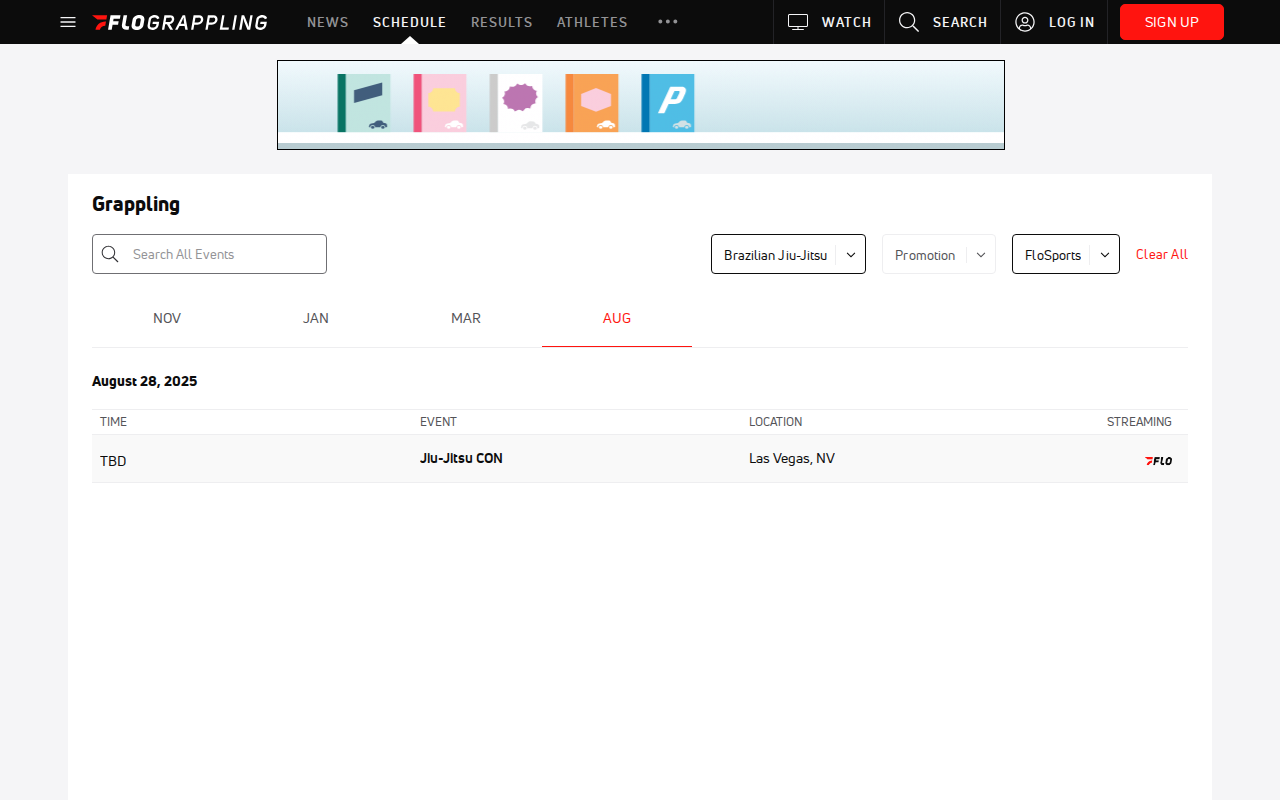 FLOGRAPPLING NEWS SCHEDULE RESULTS ATHLETES ••• WATCH SEARCH LOG IN SIGN UP
P
Grappling
Search All Events Brazilian Jiu-Jitsu Promotion FloSports Clear All
NOV JAN MAR AUG
August 28, 2025
TIME EVENT LOCATION STREAMING
TBD Jiu-Jitsu CON Las Vegas, NV FLO